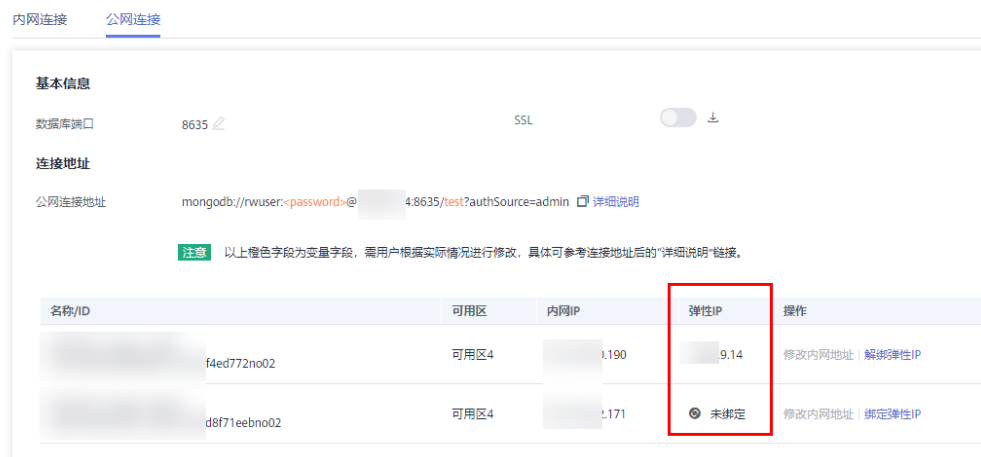 内网连接 公网连接
基本信息
数据库端口 8635 SSL
连接地址
公网连接地址 mongodb://rwuser:<password>@ 4:8635/test?authSource=admin 详细说明
注意 以上橙色字段为变量字段，需用户根据实际情况进行修改，具体可参考连接地址后的“详细说明”链接。
名称/ID 可用区 内网IP 弹性IP 操作
f4ed772no02 可用区4 .190 .9.14 修改内网地址 | 解绑弹性IP
d8f71eebno02 可用区4 .171 未绑定 修改内网地址 | 绑定弹性IP